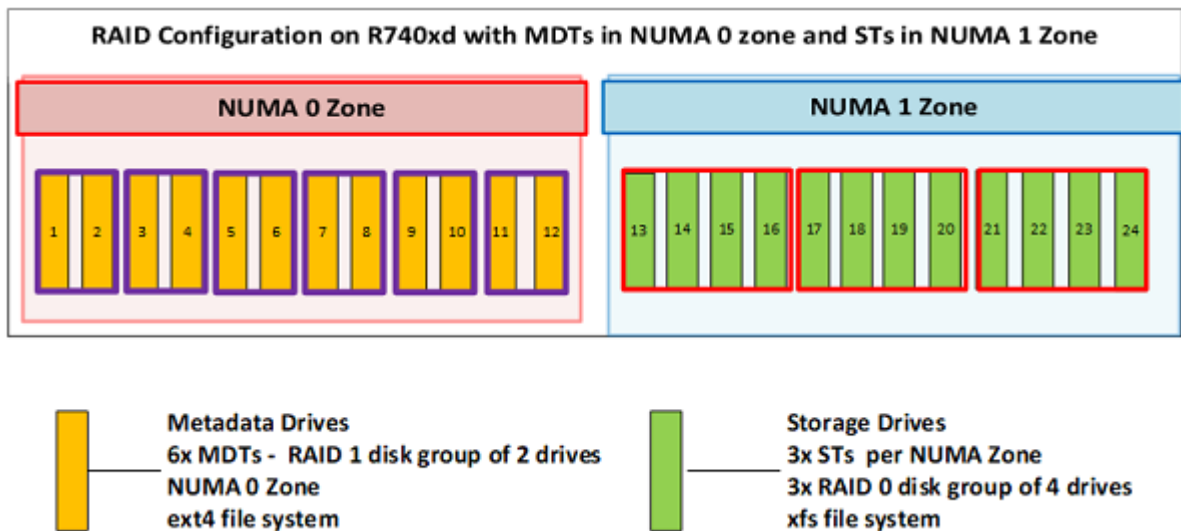 RAID Configuration on R740xd with MDTs in NUMA 0 zone and STs in NUMA 1 Zone
NUMA 0 Zone
NUMA 1 Zone
1 2 3 4 5 6 7 8 9 10 11 12
13 14 15 16 17 18 19 20 21 22 23 24
Metadata Drives
6x MDTs - RAID 1 disk group of 2 drives
NUMA 0 Zone
ext4 file system
Storage Drives
3x STs per NUMA Zone
3x RAID 0 disk group of 4 drives
xfs file system